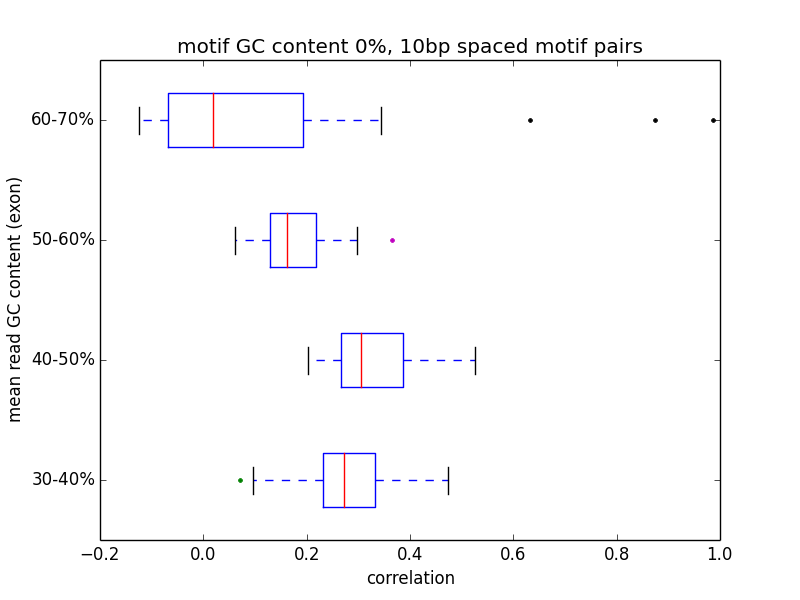 motif GC content 0%, 10bp spaced motif pairs
mean read GC content (exon)
60-70%
50-60%
40-50%
30-40%
−0.2 0.0 0.2 0.4 0.6 0.8 1.0
correlation